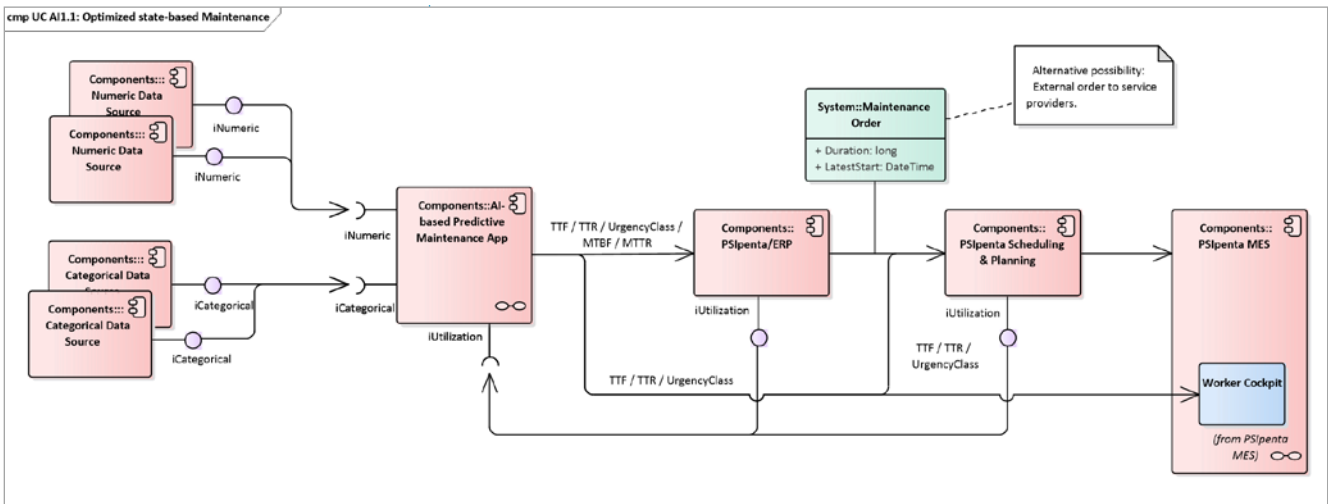 cmp UC AI1.1: Optimized state-based Maintenance
Components:::
Numeric Data
Source
Components:::
Numeric Data
Source
iNumeric
iNumeric
iNumeric
Components:::
Categorical Data
Components:::
Categorical Data
Source
iCategorical
iCategorical
iCategorical
Components::AI-
based Predictive
Maintenance App
iUtilization
TTF / TTR / UrgencyClass /
MTBF / MTTR
TTF / TTR / UrgencyClass
Components::
PSIpenta/ERP
iUtilization
System::Maintenance
Order
+ Duration: long
+ LatestStart: DateTime
Alternative possibility:
External order to service
providers.
Components::
PSIpenta Scheduling
& Planning
iUtilization
TTF / TTR /
UrgencyClass
Components::
PSIpenta MES
Worker Cockpit
(from PSIpenta
MES)